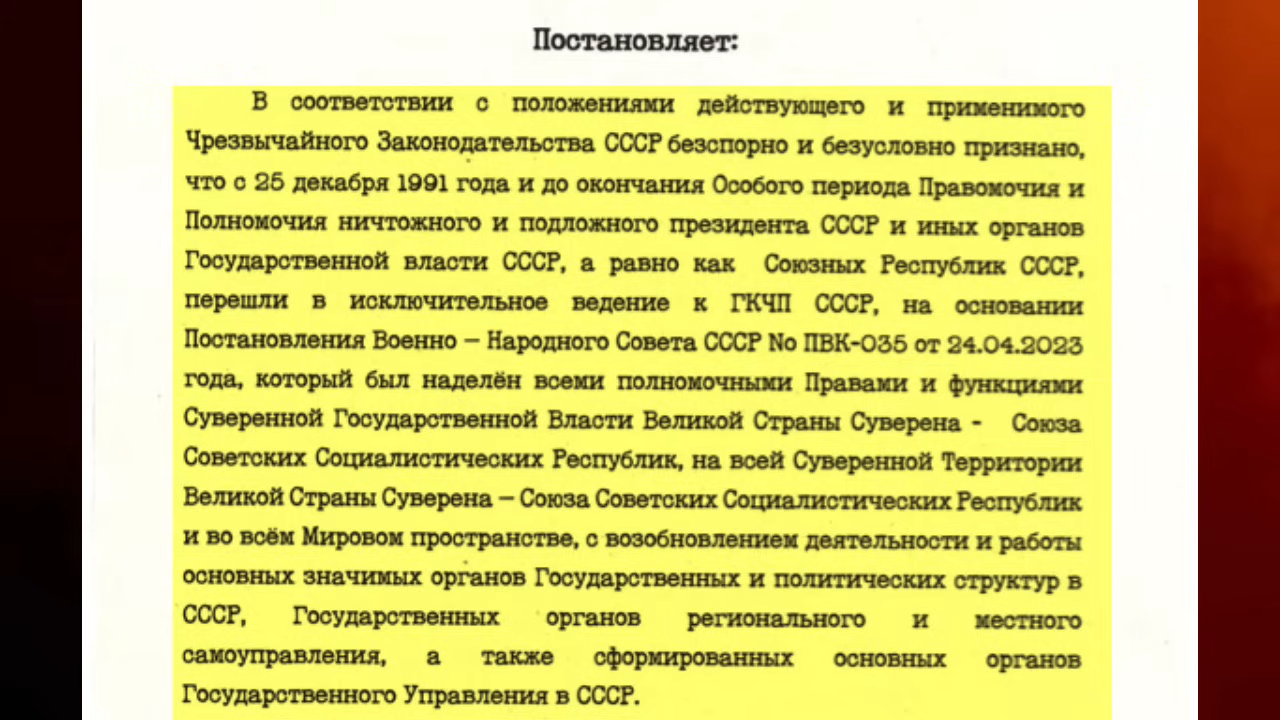 Постановляет:
В соответствии с положениями действующего и применимого
Чрезвычайного Законодательства СССР безспорно и безусловно признано,
что с 25 декабря 1991 года и до окончания Особого периода Правомочия и
Полномочия ничтожного и подложного президента СССР и иных органов
Государственной власти СССР, а равно как Союзных Республик СССР,
перешли в исключительное ведение к ГКЧП СССР, на основании
Постановления Военно – Народного Совета СССР No ПВК-035 от 24.04.2023
года, который был наделён всеми полномочными Правами и функциями
Суверенной Государственной Власти Великой Страны Суверена - Союза
Советских Социалистических Республик, на всей Суверенной Территории
Великой Страны Суверена – Союза Советских Социалистических Республик
и во всём Мировом пространстве, с возобновлением деятельности и работы
основных значимых органов Государственных и политических структур в
СССР, Государственных органов регионального и местного
самоуправления, а также сформированных основных органов
Государственного Управления в СССР.